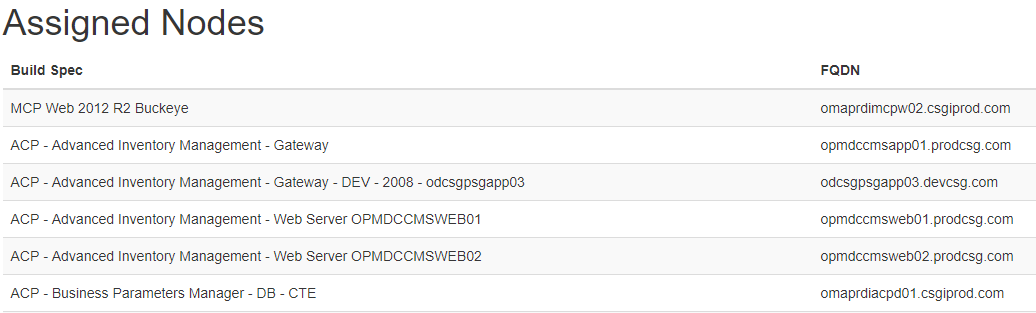 Assigned Nodes
Build Spec FQDN
MCP Web 2012 R2 Buckeye omaprdimcpw02.csgiprod.com
ACP - Advanced Inventory Management - Gateway opmdccmsapp01.prodcsg.com
ACP - Advanced Inventory Management - Gateway - DEV - 2008 - odcsgpsgapp03 odcsgpsgapp03.devcsg.com
ACP - Advanced Inventory Management - Web Server OPMDCCMSWEB01 opmdccmsweb01.prodcsg.com
ACP - Advanced Inventory Management - Web Server OPMDCCMSWEB02 opmdccmsweb02.prodcsg.com
ACP - Business Parameters Manager - DB - CTE omaprdiacpd01.csgiprod.com